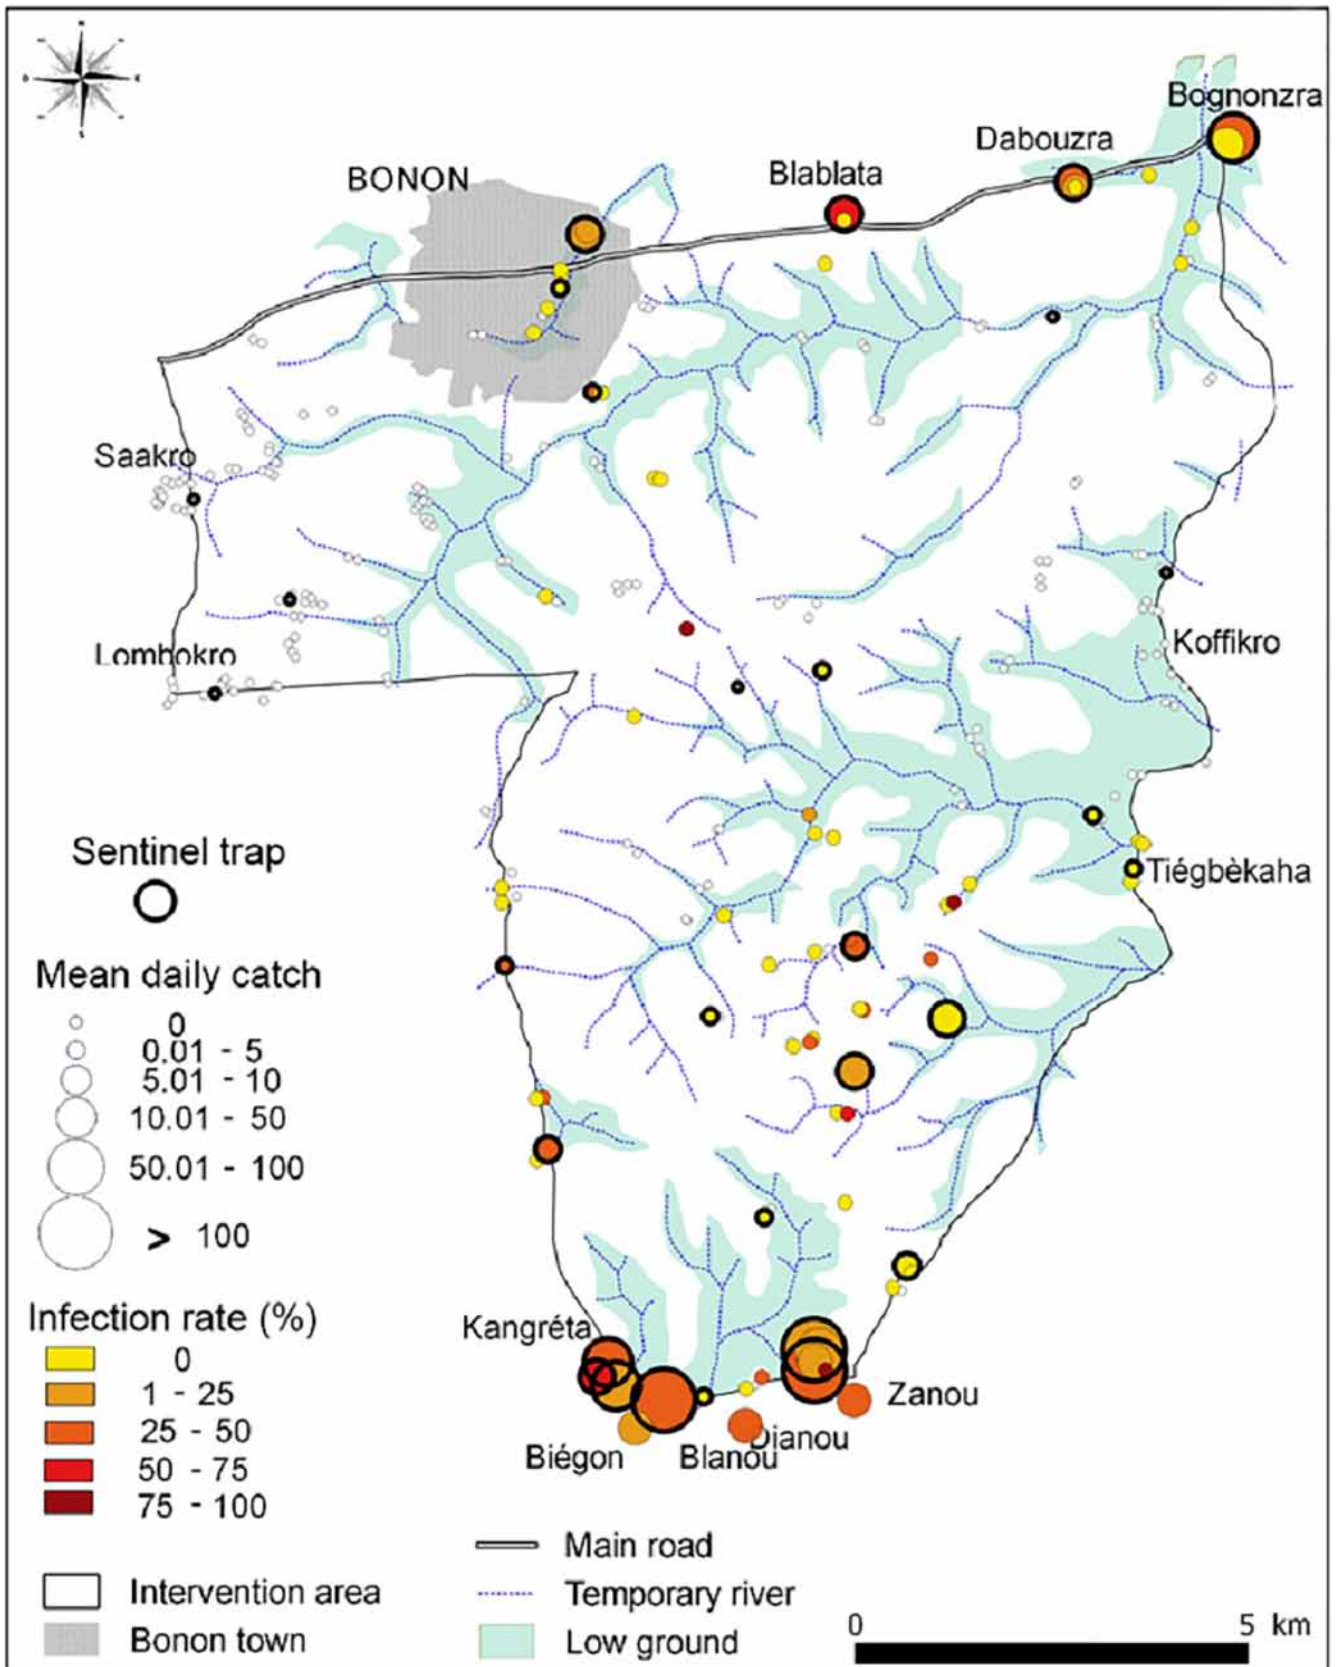 N
Bognonzra
Dabouzra
Blablata
BONON
Saakro
Koffikro
Lombokro
Sentinel trap
Tiégbèkaha
Mean daily catch
0
0.01 - 5
5.01 - 10
10.01 - 50
50.01 - 100
> 100
Infection rate (%)
Kangréta
0
1 - 25
Zanou
25 - 50
Dianou
Biégon
Blanou
50 - 75
75 - 100
Main road
Intervention area
Temporary river
Bonon town
Low ground
0
5 km